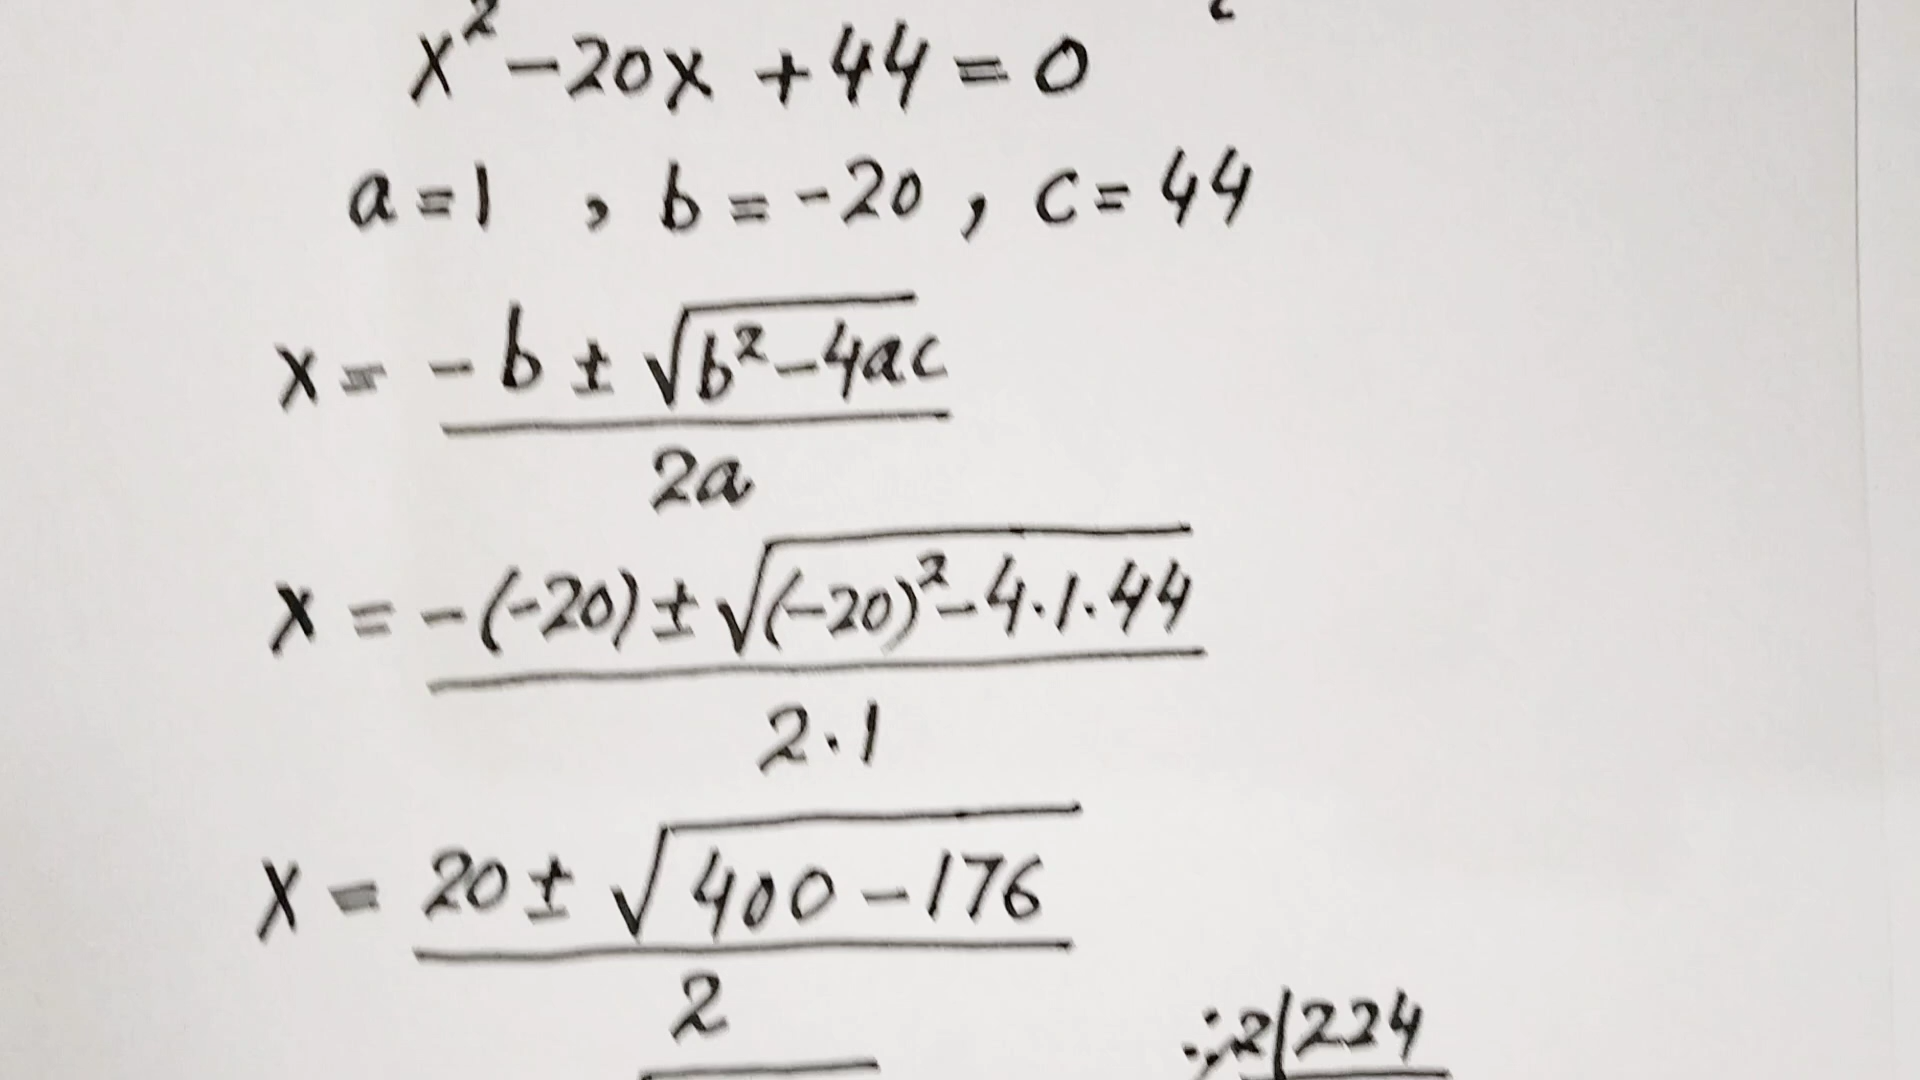 x² - 20x + 44 = 0
a = 1 , b = -20 , c = 44
x = (-b ± √(b² - 4ac)) / 2a
x = (-(-20) ± √((-20)² - 4·1·44)) / 2·1
x = (20 ± √(400 - 176)) / 2
∵ 2|224